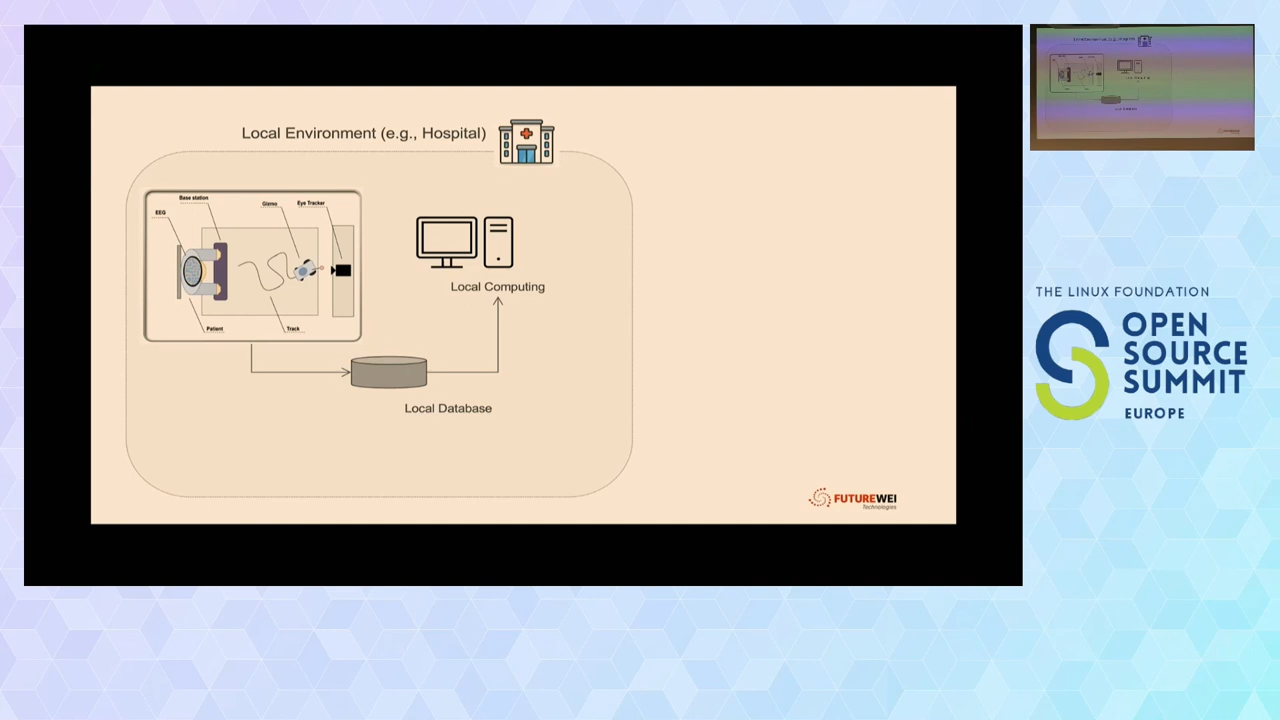 Local Environment (e.g., Hospital)
Base station
Gizmo
Eye Tracker
EEG
Patient
Track
Local Computing
Local Database
FUTUREWEI
Technologies
THE LINUX FOUNDATION
OPEN
SOURCE
SUMMIT
EUROPE